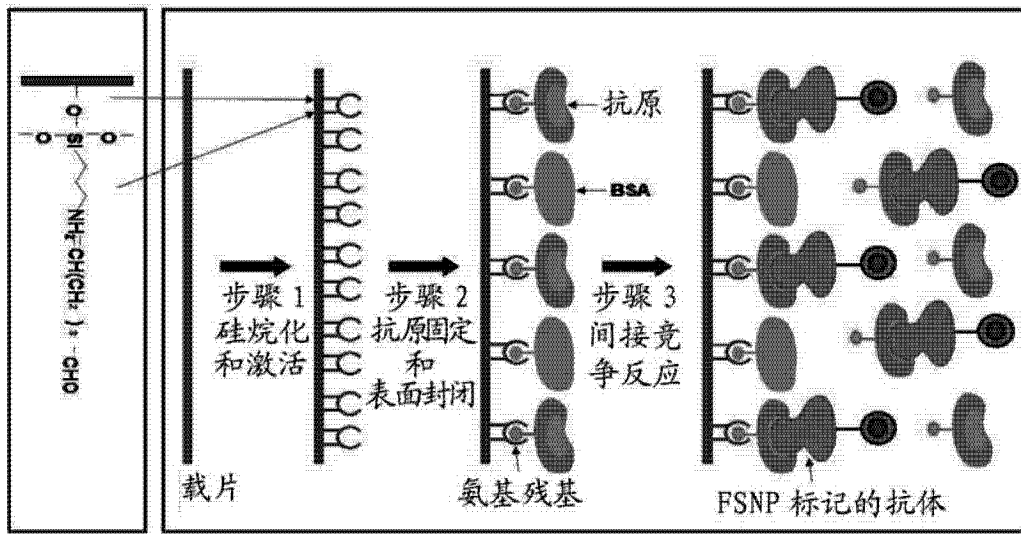 O
O SI O
NH₂-CH(CH₂ )₃-CHO
抗原
BSA
步骤 1
硅烷化
和激活
步骤 2
抗原固定
和
表面封闭
步骤 3
间接竞
争反应
载片
氨基残基
FSNP 标记的抗体